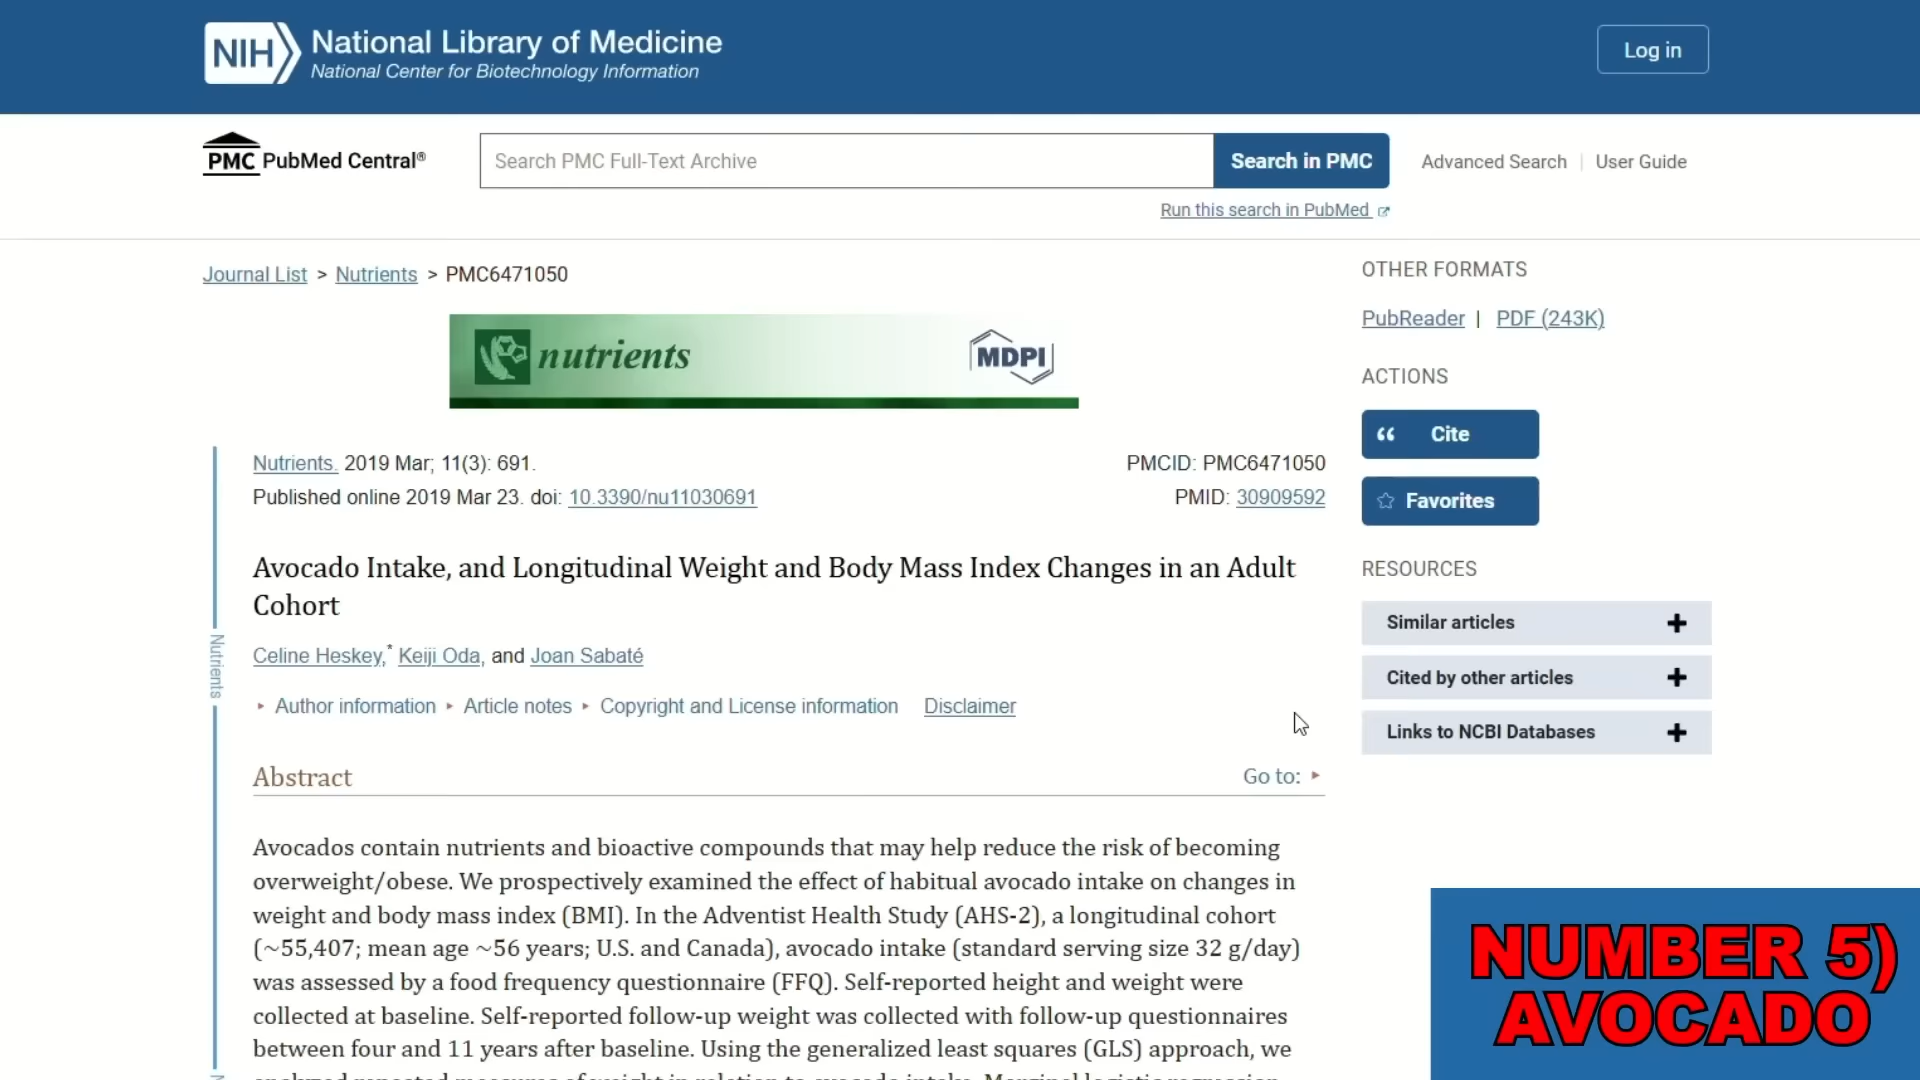 NIH National Library of Medicine
National Center for Biotechnology Information
Log in
PMC PubMed Central®
Search PMC Full-Text Archive
Search in PMC
Advanced Search | User Guide
Run this search in PubMed
Journal List > Nutrients > PMC6471050
nutrients
MDPI
Nutrients. 2019 Mar; 11(3): 691.
PMCID: PMC6471050
Published online 2019 Mar 23. doi: 10.3390/nu11030691
PMID: 30909592
Avocado Intake, and Longitudinal Weight and Body Mass Index Changes in an Adult
Cohort
Celine Heskey,* Keiji Oda, and Joan Sabaté
Author information
Article notes
Copyright and License information
Disclaimer
Abstract
Go to:
Avocados contain nutrients and bioactive compounds that may help reduce the risk of becoming
overweight/obese. We prospectively examined the effect of habitual avocado intake on changes in
weight and body mass index (BMI). In the Adventist Health Study (AHS-2), a longitudinal cohort
(~55,407; mean age ~56 years; U.S. and Canada), avocado intake (standard serving size 32 g/day)
was assessed by a food frequency questionnaire (FFQ). Self-reported height and weight were
collected at baseline. Self-reported follow-up weight was collected with follow-up questionnaires
between four and 11 years after baseline. Using the generalized least squares (GLS) approach, we
Nutrients
OTHER FORMATS
PubReader | PDF (243K)
ACTIONS
Cite
Favorites
RESOURCES
Similar articles
Cited by other articles
Links to NCBI Databases
NUMBER 5)
AVOCADO